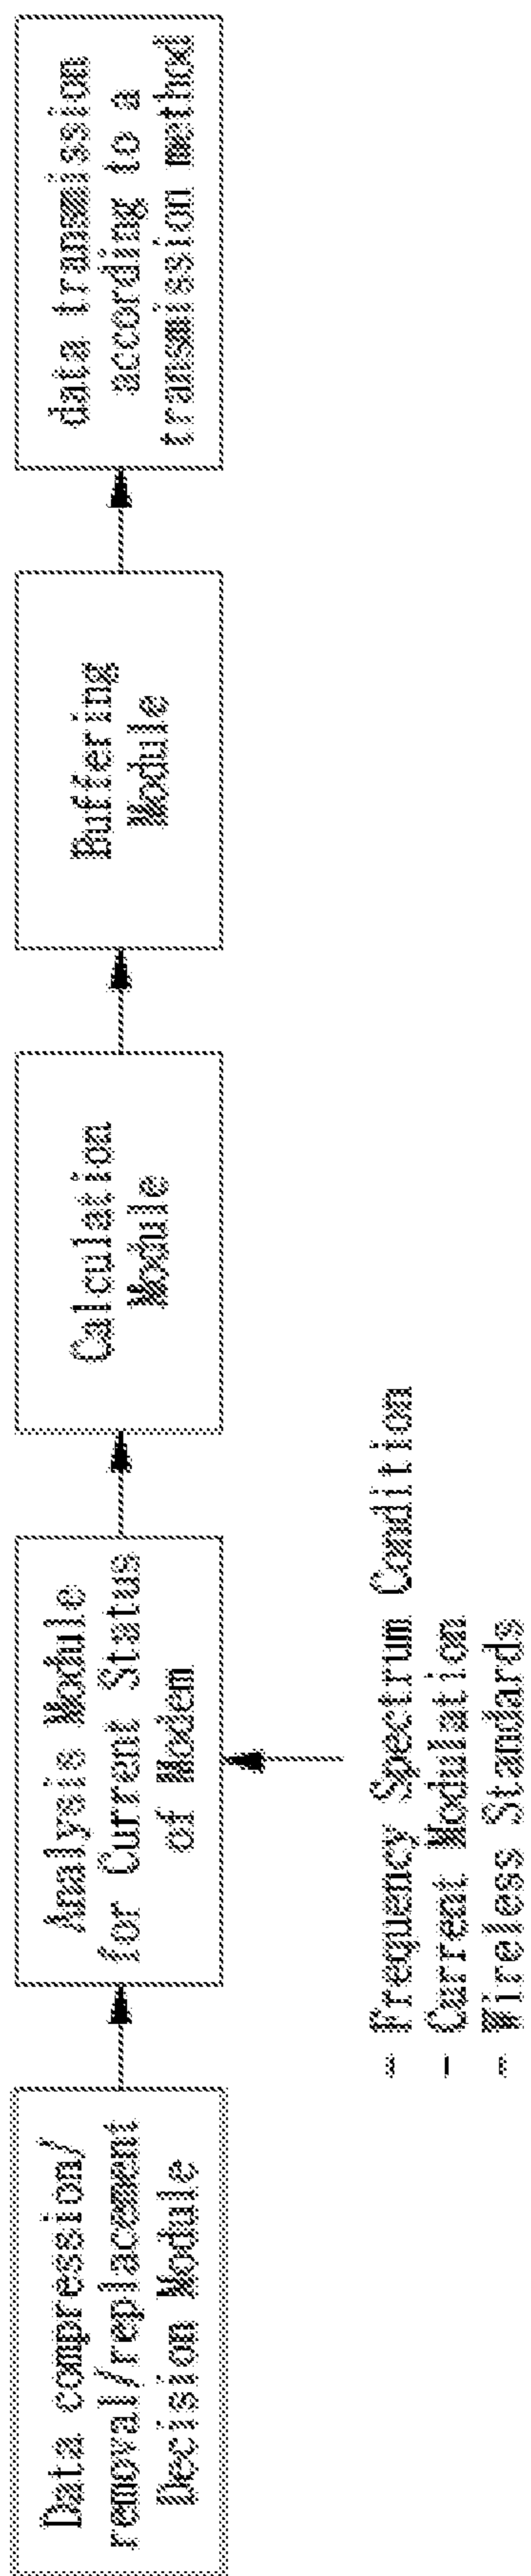 Data compression/
removal/replacement
Decision Module
Analysis Module
for Current Status
of Modem
- Frequency Spectrum Condition
- Current Modulation
- Wireless Standards
Calculation
Module
Buffering
Module
data transmission
according to a
transmission method